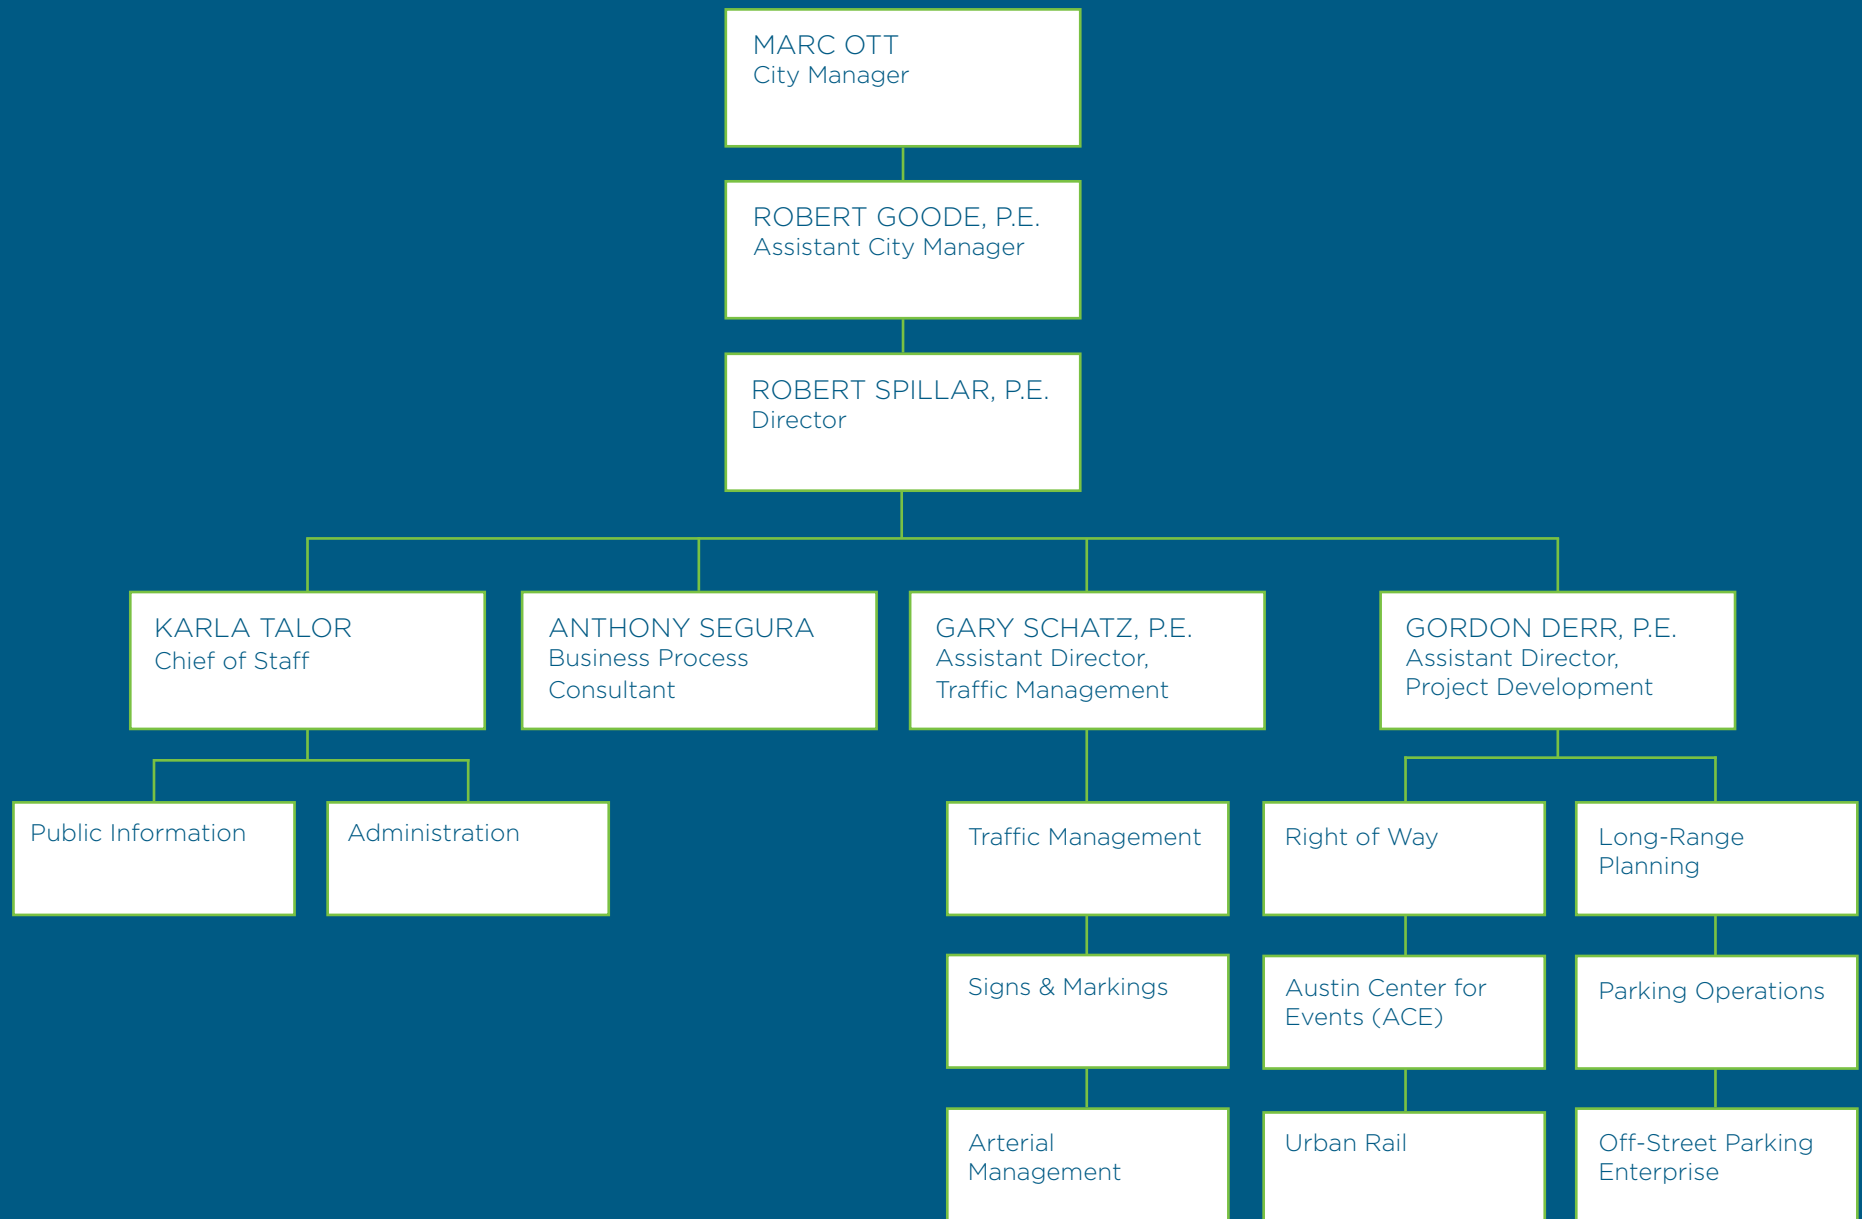 MARC OTT
City Manager
ROBERT GOODE, P.E.
Assistant City Manager
ROBERT SPILLAR, P.E.
Director
KARLA TALOR
Chief of Staff
ANTHONY SEGURA
Business Process
Consultant
GARY SCHATZ, P.E.
Assistant Director,
Traffic Management
GORDON DERR, P.E.
Assistant Director,
Project Development
Public Information
Administration
Traffic Management
Right of Way
Long-Range
Planning
Signs & Markings
Austin Center for
Events (ACE)
Parking Operations
Arterial
Management
Urban Rail
Off-Street Parking
Enterprise